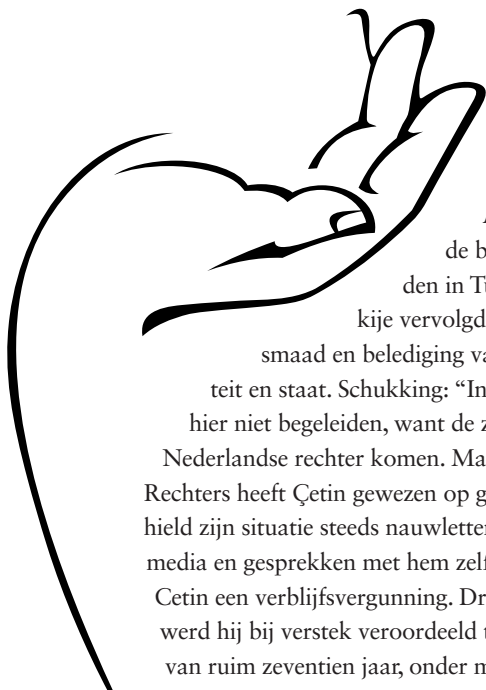 de b
den in Tu
kije vervolgd
smaad en belediging va
teit en staat. Schukking: “In
hier niet begeleiden, want de z
Nederlandse rechter komen. Ma
Rechters heeft Çetin gewezen op g
hield zijn situatie steeds nauwletten
media en gesprekken met hem zelf
Cetin een verblijfsvergunning. Dr
werd hij bij verstek veroordeeld t
van ruim zeventien jaar, onder m